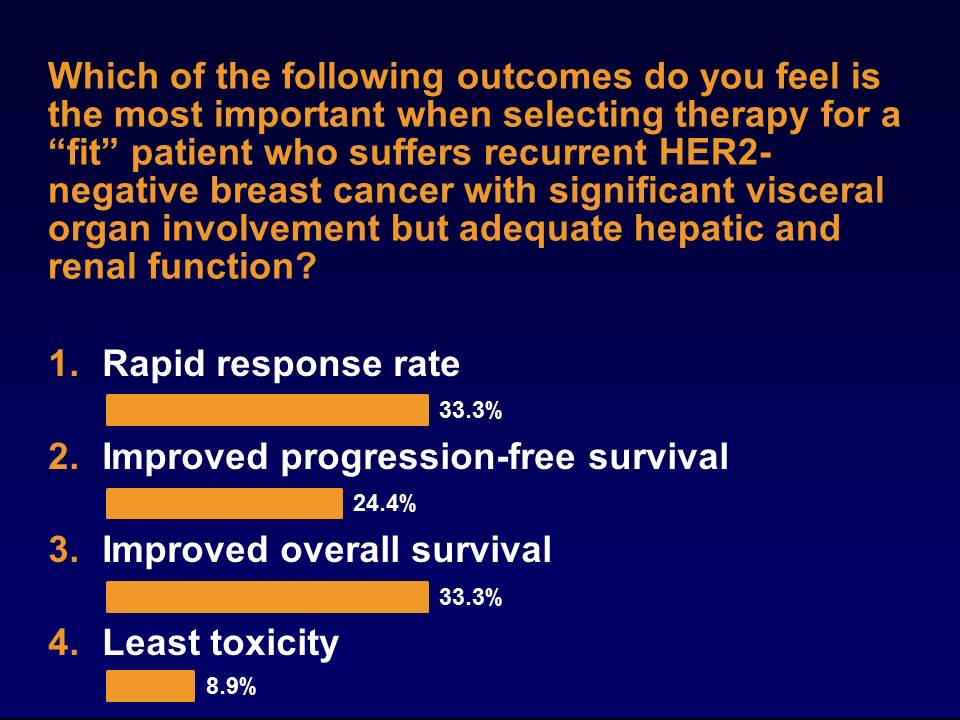 Which of the following outcomes do you feel is
the most important when selecting therapy for a
“fit” patient who suffers recurrent HER2-
negative breast cancer with significant visceral
organ involvement but adequate hepatic and
renal function?
1. Rapid response rate
33.3%
2. Improved progression-free survival
24.4%
3. Improved overall survival
33.3%
4. Least toxicity
8.9%